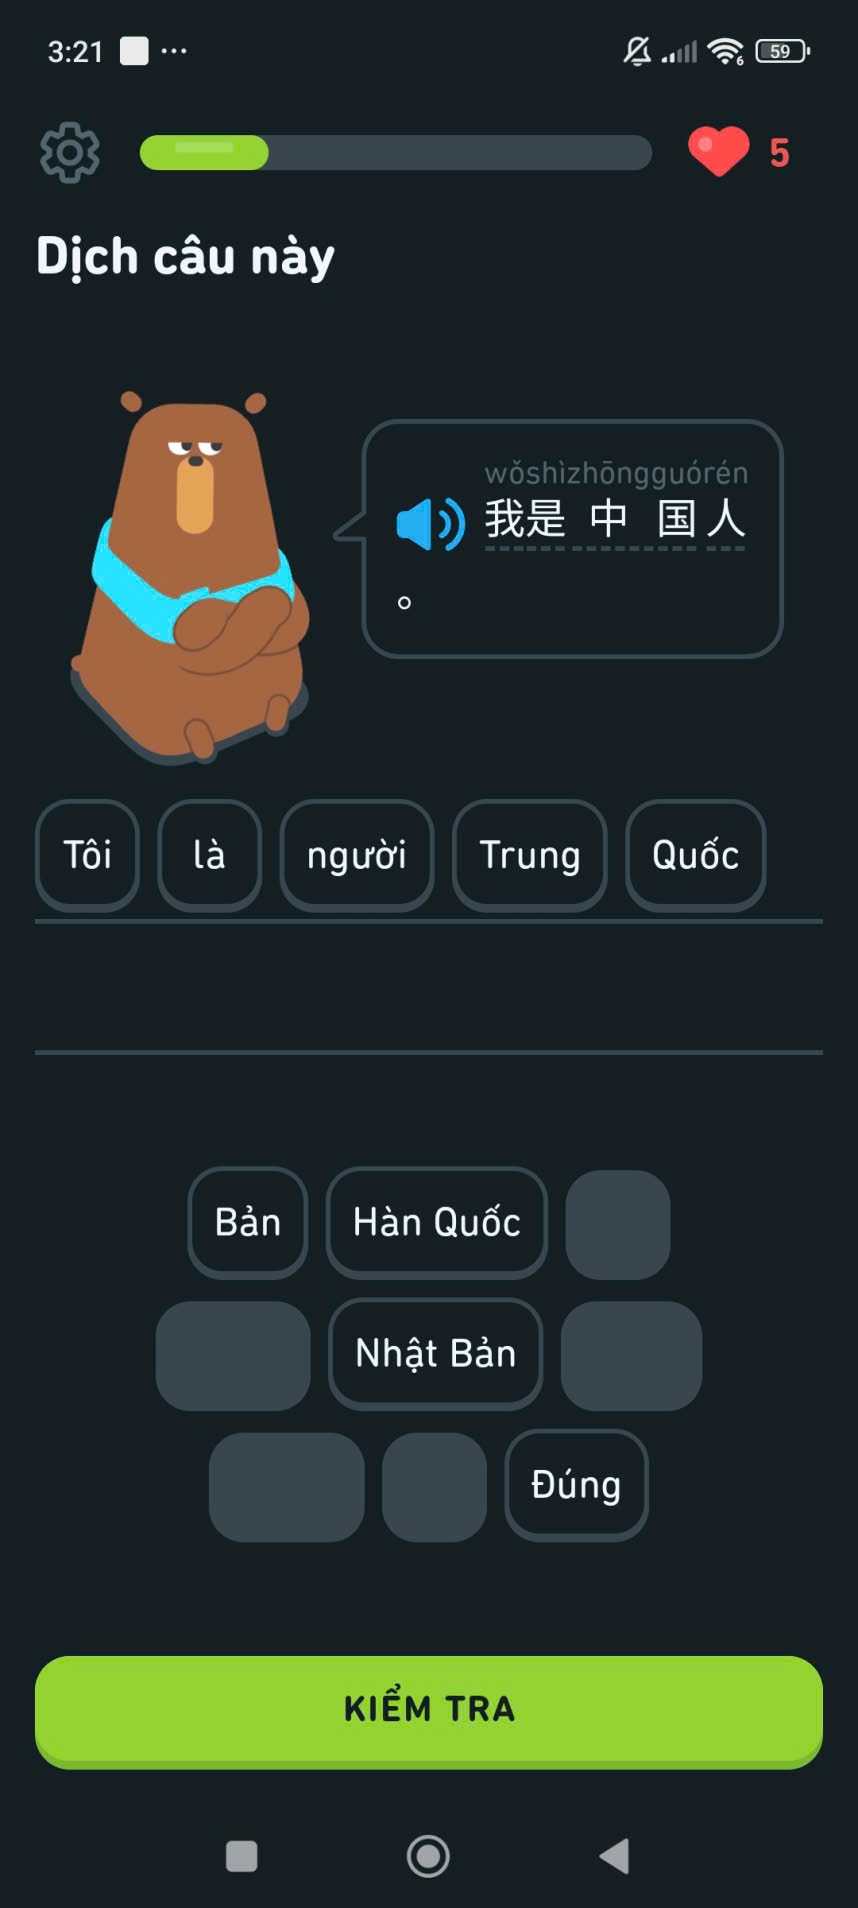 3:21 ... 6 59
5
Dịch câu này
wǒshìzhōngguórén
我是 中 国 人
。
Tôi là người Trung Quốc
Bản Hàn Quốc
Nhật Bản
Đúng
KIỂM TRA